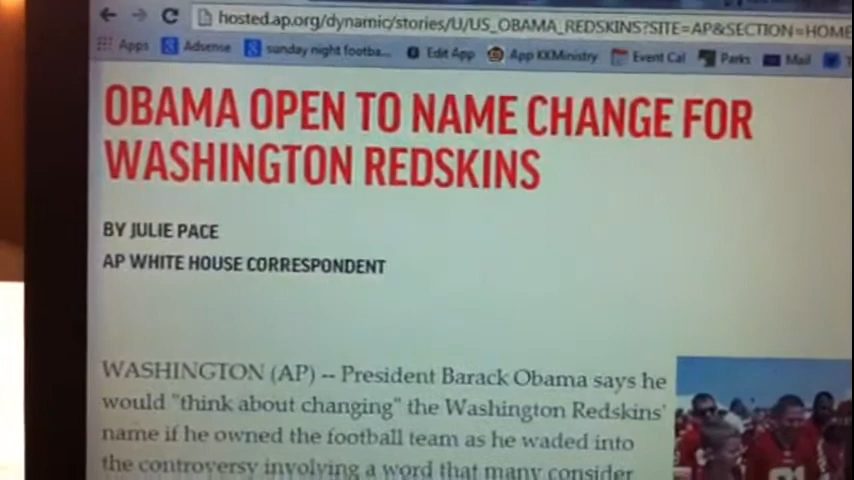 hosted.ap.org/dynamic/stories/U/US_OBAMA_REDSKINS?SITE=AP&SECTION=HOME
Apps Adsense sunday night footba... Edit App App KKMinistry Event Cal Parks Mail
OBAMA OPEN TO NAME CHANGE FOR
WASHINGTON REDSKINS
BY JULIE PACE
AP WHITE HOUSE CORRESPONDENT
WASHINGTON (AP) -- President Barack Obama says he
would "think about changing" the Washington Redskins'
name if he owned the football team as he waded into
the controversy involving a word that many consider